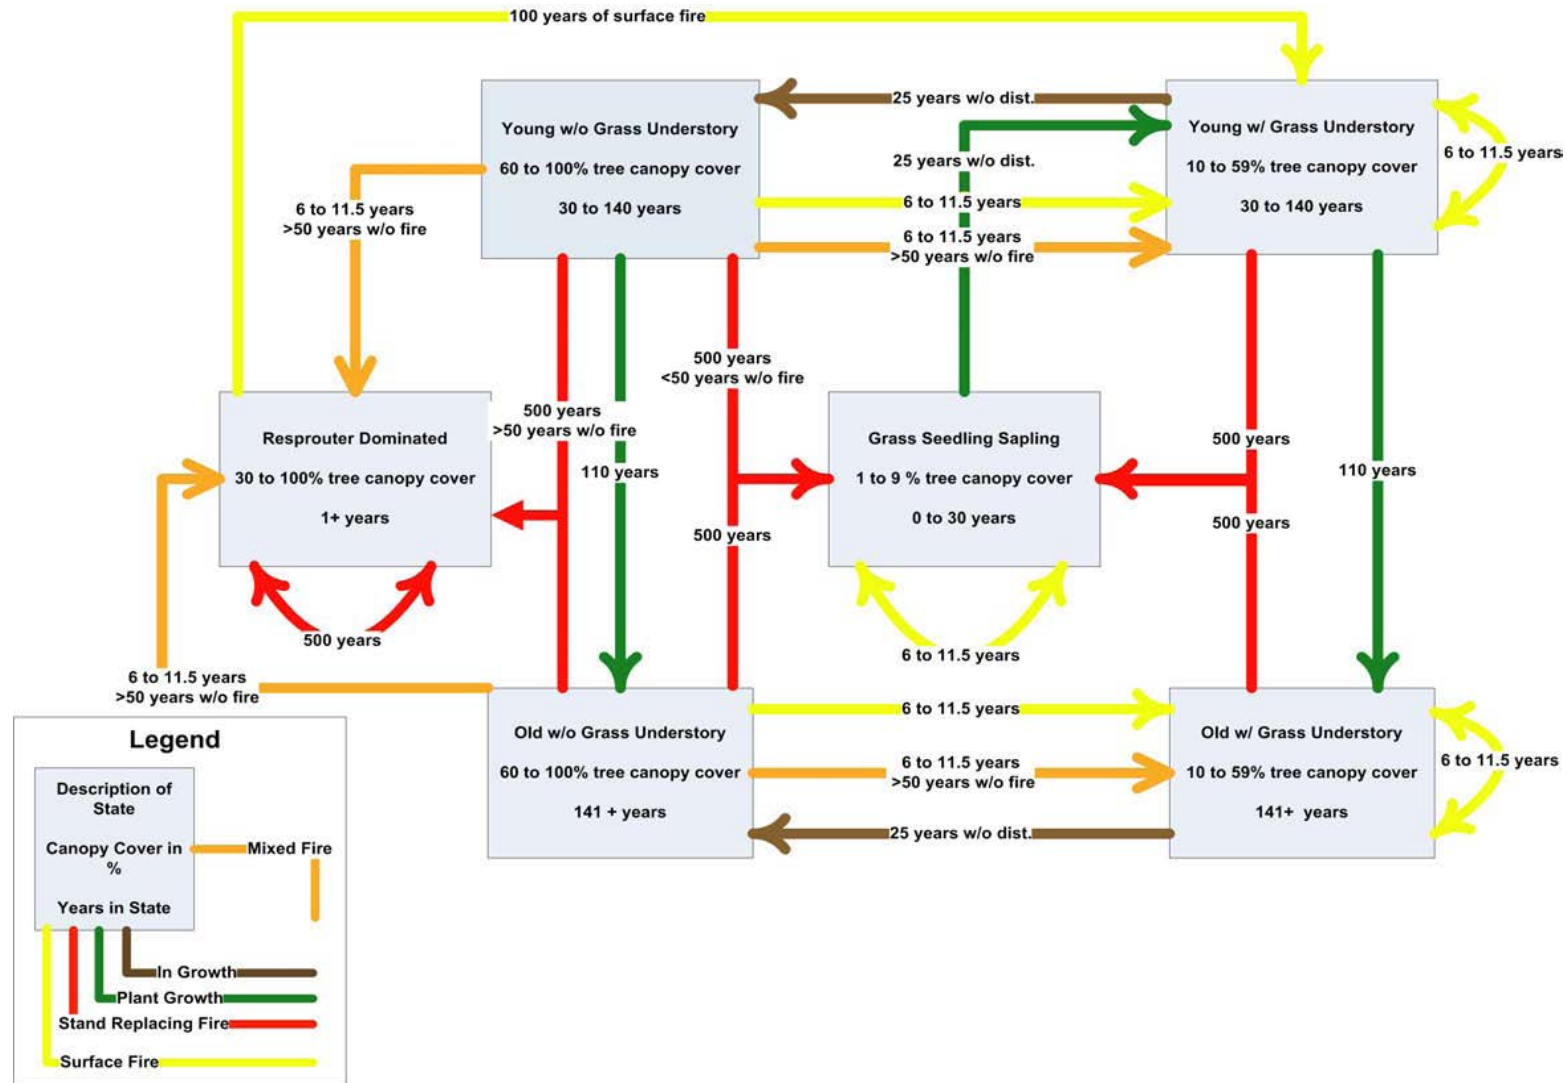 100 years of surface fire
25 years w/o dist.
Young w/o Grass Understory
60 to 100% tree canopy cover
30 to 140 years
Young w/ Grass Understory
10 to 59% tree canopy cover
30 to 140 years
6 to 11.5 years
25 years w/o dist.
6 to 11.5 years
6 to 11.5 years
>50 years w/o fire
6 to 11.5 years
>50 years w/o fire
500 years
<50 years w/o fire
500 years
>50 years w/o fire
Resprouter Dominated
30 to 100% tree canopy cover
1+ years
110 years
Grass Seedling Sapling
1 to 9 % tree canopy cover
0 to 30 years
500 years
110 years
500 years
500 years
500 years
6 to 11.5 years
6 to 11.5 years
>50 years w/o fire
Old w/o Grass Understory
60 to 100% tree canopy cover
141 + years
6 to 11.5 years
6 to 11.5 years
>50 years w/o fire
25 years w/o dist.
Old w/ Grass Understory
10 to 59% tree canopy cover
141+ years
6 to 11.5 years
Legend
Description of
State
Canopy Cover in
%
Years in State
Mixed Fire
In Growth
Plant Growth
Stand Replacing Fire
Surface Fire